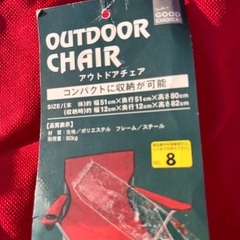 GOOD
CHOICE!
OUTDOOR
CHAIR
アウトドアチェア
コンパクトに収納が可能
SIZE/(本 体)約 幅51cm×奥行51cm×高さ80cm
(収納時)約 幅12cm×奥行12cm×高さ82cm
【品質表示】
材 質：生地／ポリエステル フレーム／スチール
耐荷重：80kg
8